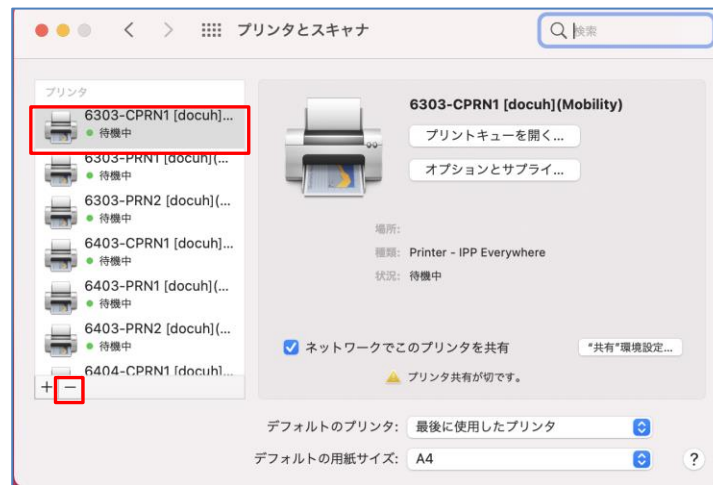 プリンタとスキャナ
検索
プリンタ
6303-CPRN1 [docuh]...
待機中
6303-PRN1 [docuh](...
待機中
6303-PRN2 [docuh](...
待機中
6403-CPRN1 [docuh]...
待機中
6403-PRN1 [docuh](...
待機中
6403-PRN2 [docuh](...
待機中
6404-CPRN1 [docuh]...
+ −
6303-CPRN1 [docuh](Mobility)
プリントキューを開く...
オプションとサプライ...
場所:
種類: Printer - IPP Everywhere
状況: 待機中
ネットワークでこのプリンタを共有
"共有"環境設定...
プリンタ共有が切です。
デフォルトのプリンタ: 最後に使用したプリンタ
デフォルトの用紙サイズ: A4
?